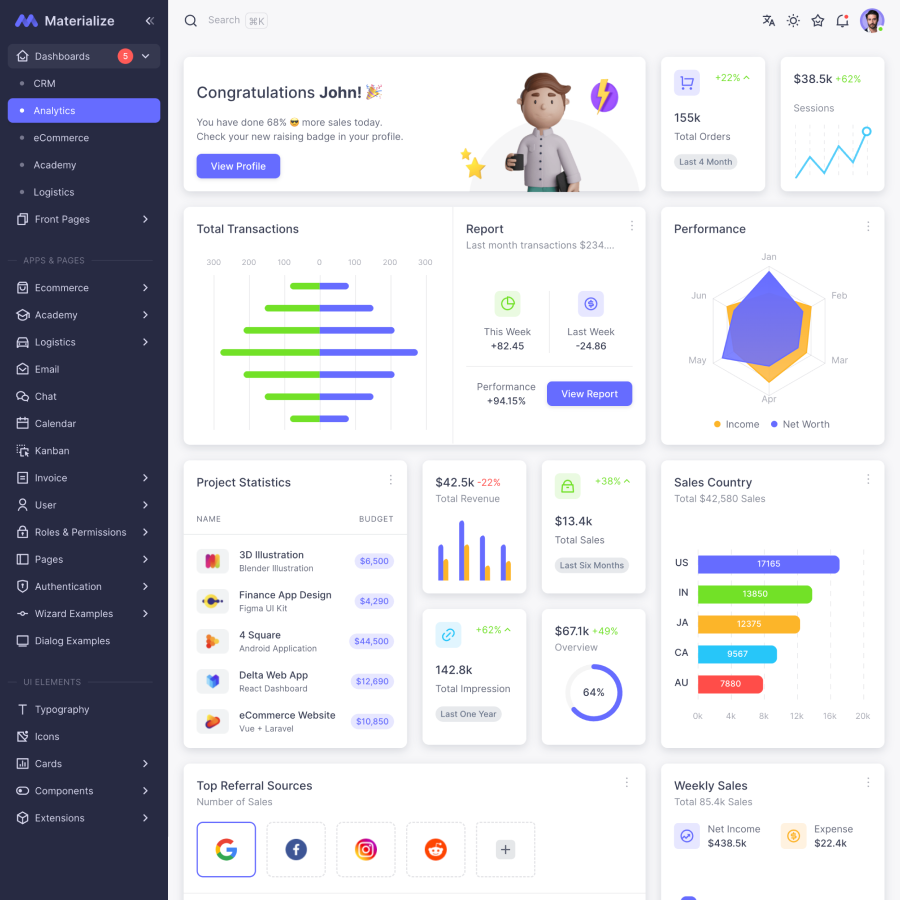 Materialize
Dashboards 5
CRM
Analytics
eCommerce
Academy
Logistics
Front Pages
APPS & PAGES
Ecommerce
Academy
Logistics
Email
Chat
Calendar
Kanban
Invoice
User
Roles & Permissions
Pages
Authentication
Wizard Examples
Dialog Examples
UI ELEMENTS
Typography
Icons
Cards
Components
Extensions
Search ⌘K
Congratulations John! 🎉
You have done 68% 😎 more sales today.
Check your new raising badge in your profile.
View Profile
+22%
155k
Total Orders
Last 4 Month
$38.5k +62%
Sessions
Total Transactions
300 200 100 0 100 200 300
Report
Last month transactions $234....
This Week
+82.45
Last Week
-24.86
Performance
+94.15%
View Report
Performance
Jan
Feb
Mar
Apr
May
Jun
Income Net Worth
Project Statistics
NAME BUDGET
3D Illustration
Blender Illustration
$6,500
Finance App Design
Figma UI Kit
$4,290
4 Square
Android Application
$44,500
Delta Web App
React Dashboard
$12,690
eCommerce Website
Vue + Laravel
$10,850
$42.5k -22%
Total Revenue
+38%
$13.4k
Total Sales
Last Six Months
+62%
142.8k
Total Impression
Last One Year
$67.1k +49%
Overview
64%
Sales Country
Total $42,580 Sales
US 17165
IN 13850
JA 12375
CA 9567
AU 7880
0k 4k 8k 12k 16k 20k
Top Referral Sources
Number of Sales
Weekly Sales
Total 85.4k Sales
Net Income
$438.5k
Expense
$22.4k